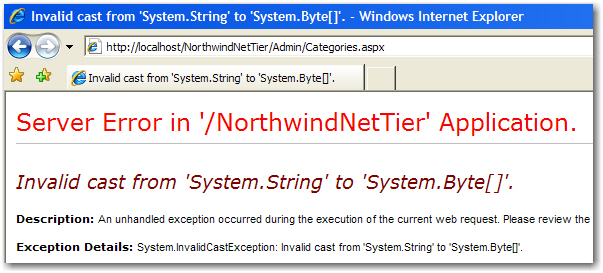 Invalid cast from 'System.String' to 'System.Byte[]'. - Windows Internet Explorer
http://localhost/NorthwindNetTier/Admin/Categories.aspx
Invalid cast from 'System.String' to 'System.Byte[]'.
Server Error in '/NorthwindNetTier' Application.
Invalid cast from 'System.String' to 'System.Byte[]'.
Description: An unhandled exception occurred during the execution of the current web request. Please review the
Exception Details: System.InvalidCastException: Invalid cast from 'System.String' to 'System.Byte[]'.